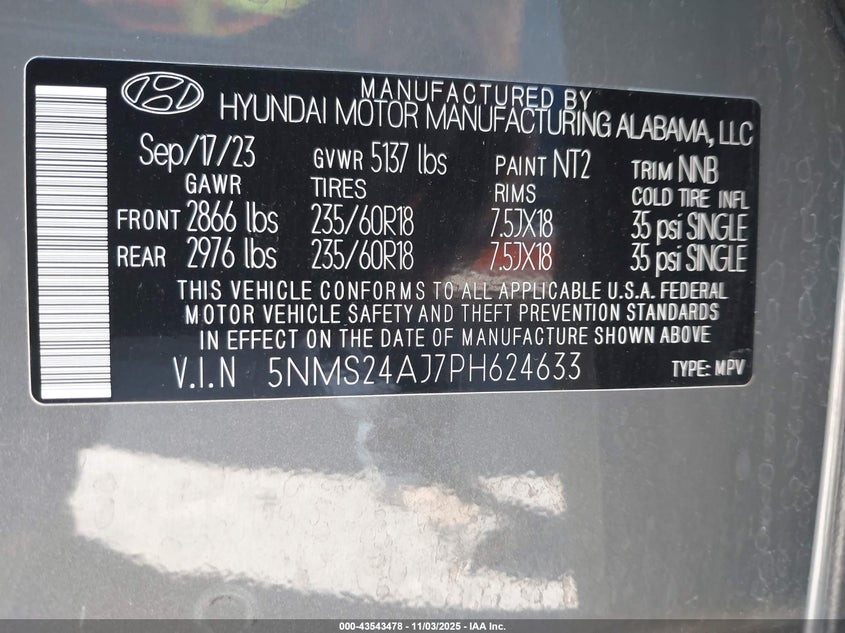 MANUFACTURED BY
HYUNDAI MOTOR MANUFACTURING ALABAMA, LLC
Sep/17/23 GVWR 5137 lbs PAINT NT2 TRIM NNB
GAWR TIRES RIMS COLD TIRE INFL
FRONT 2866 lbs 235/60R18 7.5JX18 35 psi SINGLE
REAR 2976 lbs 235/60R18 7.5JX18 35 psi SINGLE
THIS VEHICLE CONFORMS TO ALL APPLICABLE U.S.A. FEDERAL
MOTOR VEHICLE SAFETY AND THEFT PREVENTION STANDARDS
IN EFFECT ON THE DATE OF MANUFACTURE SHOWN ABOVE
V.I.N 5NMS24AJ7PH624633 TYPE: MPV
000-43543478 - 11/03/2025 - IAA Inc.